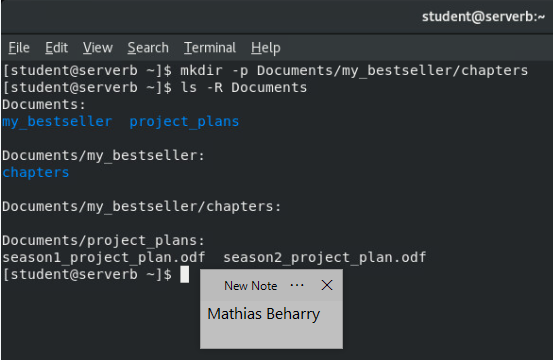 student@serverb:~
File Edit View Search Terminal Help
[student@serverb ~]$ mkdir -p Documents/my_bestseller/chapters
[student@serverb ~]$ ls -R Documents
Documents:
my_bestseller  project_plans
Documents/my_bestseller:
chapters
Documents/my_bestseller/chapters:
Documents/project_plans:
season1_project_plan.odf  season2_project_plan.odf
[student@serverb ~]$
New Note ··· ×
Mathias Beharry